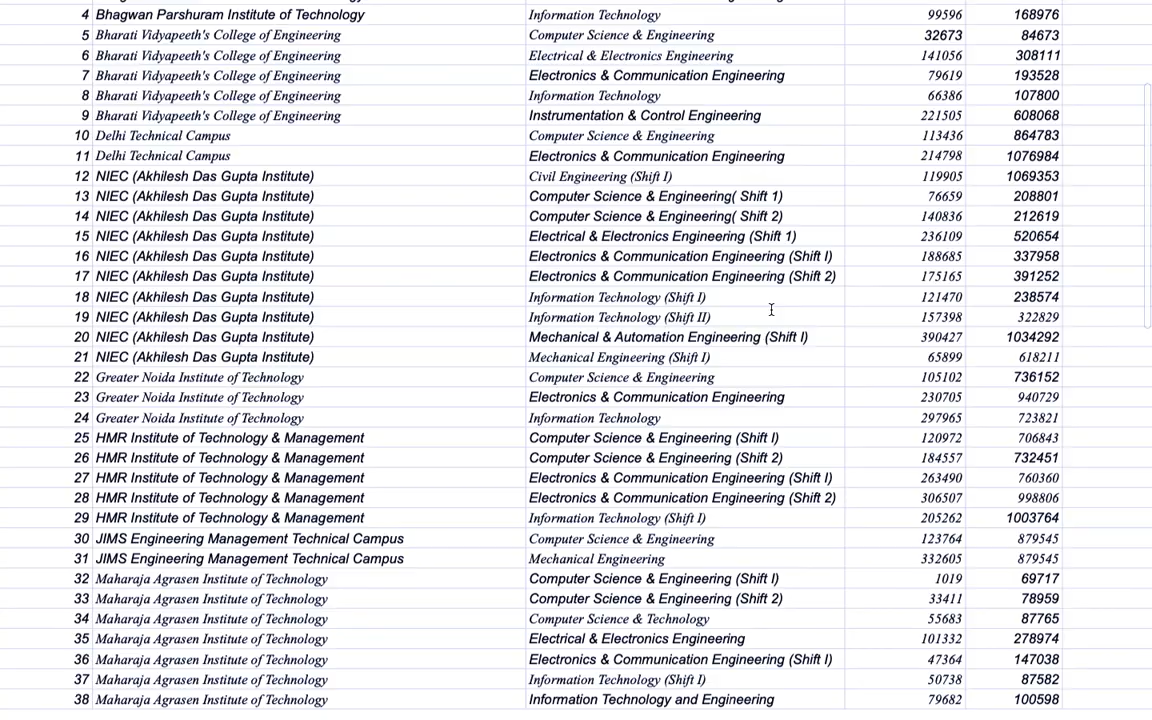 4 Bhagwan Parshuram Institute of Technology Information Technology 99596 168976
5 Bharati Vidyapeeth's College of Engineering Computer Science & Engineering 32673 84673
6 Bharati Vidyapeeth's College of Engineering Electrical & Electronics Engineering 141056 308111
7 Bharati Vidyapeeth's College of Engineering Electronics & Communication Engineering 79619 193528
8 Bharati Vidyapeeth's College of Engineering Information Technology 66386 107800
9 Bharati Vidyapeeth's College of Engineering Instrumentation & Control Engineering 221505 608068
10 Delhi Technical Campus Computer Science & Engineering 113436 864783
11 Delhi Technical Campus Electronics & Communication Engineering 214798 1076984
12 NIEC (Akhilesh Das Gupta Institute) Civil Engineering (Shift I) 119905 1069353
13 NIEC (Akhilesh Das Gupta Institute) Computer Science & Engineering( Shift 1) 76659 208801
14 NIEC (Akhilesh Das Gupta Institute) Computer Science & Engineering( Shift 2) 140836 212619
15 NIEC (Akhilesh Das Gupta Institute) Electrical & Electronics Engineering (Shift 1) 236109 520654
16 NIEC (Akhilesh Das Gupta Institute) Electronics & Communication Engineering (Shift I) 188685 337958
17 NIEC (Akhilesh Das Gupta Institute) Electronics & Communication Engineering (Shift 2) 175165 391252
18 NIEC (Akhilesh Das Gupta Institute) Information Technology (Shift I) 121470 238574
19 NIEC (Akhilesh Das Gupta Institute) Information Technology (Shift II) 157398 322829
20 NIEC (Akhilesh Das Gupta Institute) Mechanical & Automation Engineering (Shift I) 390427 1034292
21 NIEC (Akhilesh Das Gupta Institute) Mechanical Engineering (Shift I) 65899 618211
22 Greater Noida Institute of Technology Computer Science & Engineering 105102 736152
23 Greater Noida Institute of Technology Electronics & Communication Engineering 230705 940729
24 Greater Noida Institute of Technology Information Technology 297965 723821
25 HMR Institute of Technology & Management Computer Science & Engineering (Shift I) 120972 706843
26 HMR Institute of Technology & Management Computer Science & Engineering (Shift 2) 184557 732451
27 HMR Institute of Technology & Management Electronics & Communication Engineering (Shift I) 263490 760360
28 HMR Institute of Technology & Management Electronics & Communication Engineering (Shift 2) 306507 998806
29 HMR Institute of Technology & Management Information Technology (Shift I) 205262 1003764
30 JIMS Engineering Management Technical Campus Computer Science & Engineering 123764 879545
31 JIMS Engineering Management Technical Campus Mechanical Engineering 332605 879545
32 Maharaja Agrasen Institute of Technology Computer Science & Engineering (Shift I) 1019 69717
33 Maharaja Agrasen Institute of Technology Computer Science & Engineering (Shift 2) 33411 78959
34 Maharaja Agrasen Institute of Technology Computer Science & Technology 55683 87765
35 Maharaja Agrasen Institute of Technology Electrical & Electronics Engineering 101332 278974
36 Maharaja Agrasen Institute of Technology Electronics & Communication Engineering (Shift I) 47364 147038
37 Maharaja Agrasen Institute of Technology Information Technology (Shift I) 50738 87582
38 Maharaja Agrasen Institute of Technology Information Technology and Engineering 79682 100598